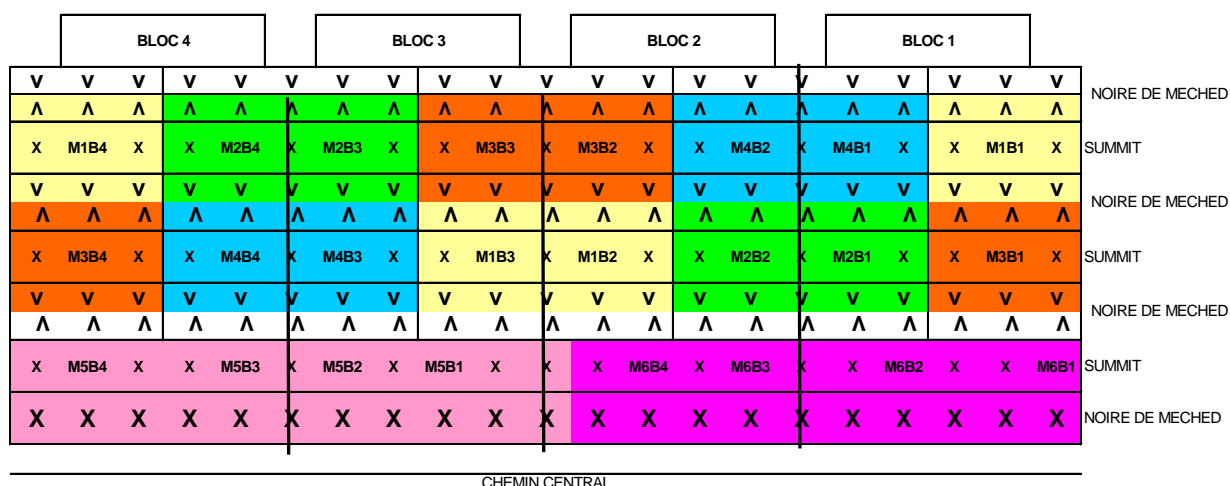 BLOC 4 BLOC 3 BLOC 2 BLOC 1
V V V V V V V V V V V V V V V V V V V V V
NOIRE DE MECHED
Λ Λ Λ Λ Λ Λ Λ Λ Λ Λ Λ Λ Λ Λ Λ Λ Λ Λ Λ Λ Λ
X M1B4 X X M2B4 X M2B3 X X M3B3 X M3B2 X X M4B2 X M4B1 X X M1B1 X SUMMIT
V V V V V V V V V V V V V V V V V V V V V
NOIRE DE MECHED
Λ Λ Λ Λ Λ Λ Λ Λ Λ Λ Λ Λ Λ Λ Λ Λ Λ Λ Λ Λ Λ
X M3B4 X X M4B4 X M4B3 X X M1B3 X M1B2 X X M2B2 X M2B1 X X M3B1 X SUMMIT
V V V V V V V V V V V V V V V V V V V V V
NOIRE DE MECHED
Λ Λ Λ Λ Λ Λ Λ Λ Λ Λ Λ Λ Λ Λ Λ Λ Λ Λ Λ Λ Λ
X M5B4 X X M5B3 X M5B2 X M5B1 X X X M6B4 X M6B3 X X M6B2 X X M6B1 SUMMIT
X X X X X X X X X X X X X X X X X X X X X NOIRE DE MECHED
CHEMIN CENTRAL